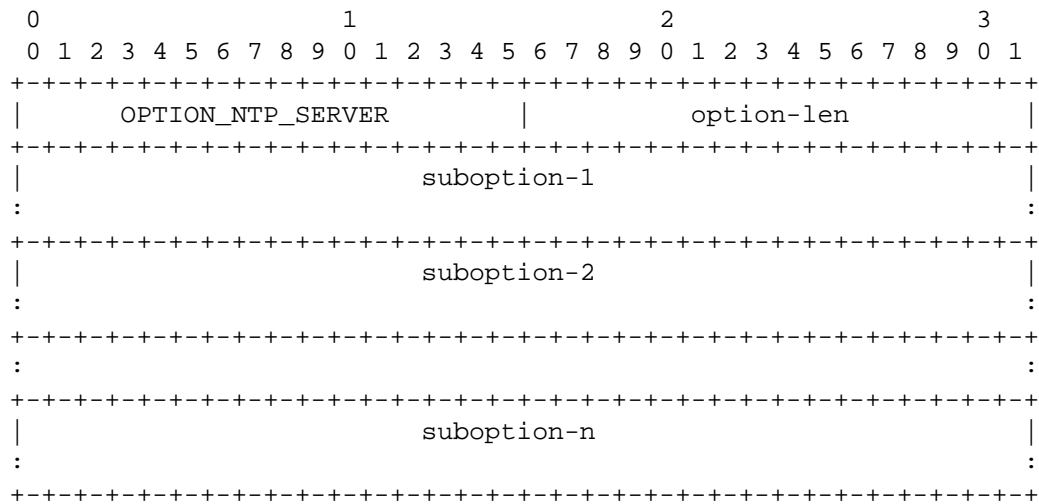 0                   1                   2                   3
 0 1 2 3 4 5 6 7 8 9 0 1 2 3 4 5 6 7 8 9 0 1 2 3 4 5 6 7 8 9 0 1
+-+-+-+-+-+-+-+-+-+-+-+-+-+-+-+-+-+-+-+-+-+-+-+-+-+-+-+-+-+-+-+-+
|      OPTION_NTP_SERVER        |          option-len           |
+-+-+-+-+-+-+-+-+-+-+-+-+-+-+-+-+-+-+-+-+-+-+-+-+-+-+-+-+-+-+-+-+
|                         suboption-1                           |
:                                                               :
+-+-+-+-+-+-+-+-+-+-+-+-+-+-+-+-+-+-+-+-+-+-+-+-+-+-+-+-+-+-+-+-+
|                         suboption-2                           |
:                                                               :
+-+-+-+-+-+-+-+-+-+-+-+-+-+-+-+-+-+-+-+-+-+-+-+-+-+-+-+-+-+-+-+-+
:                                                               :
+-+-+-+-+-+-+-+-+-+-+-+-+-+-+-+-+-+-+-+-+-+-+-+-+-+-+-+-+-+-+-+-+
|                         suboption-n                           |
:                                                               :
+-+-+-+-+-+-+-+-+-+-+-+-+-+-+-+-+-+-+-+-+-+-+-+-+-+-+-+-+-+-+-+-+